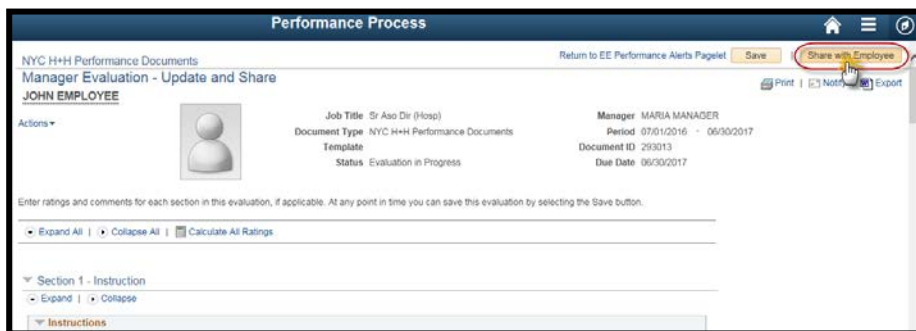 Performance Process
NYC H+H Performance Documents
Return to EE Performance Alerts Pagelet Save | Share with Employee
Manager Evaluation - Update and Share
Print | Notify | Export
JOHN EMPLOYEE
Actions
Job Title Sr Aso Dir (Hosp) Manager MARIA MANAGER
Document Type NYC H+H Performance Documents Period 07/01/2016 - 06/30/2017
Template Document ID 293013
Status Evaluation in Progress Due Date 06/30/2017
Enter ratings and comments for each section in this evaluation, if applicable. At any point in time you can save this evaluation by selecting the Save button.
Expand All | Collapse All | Calculate All Ratings
Section 1 - Instruction
Expand | Collapse
Instructions